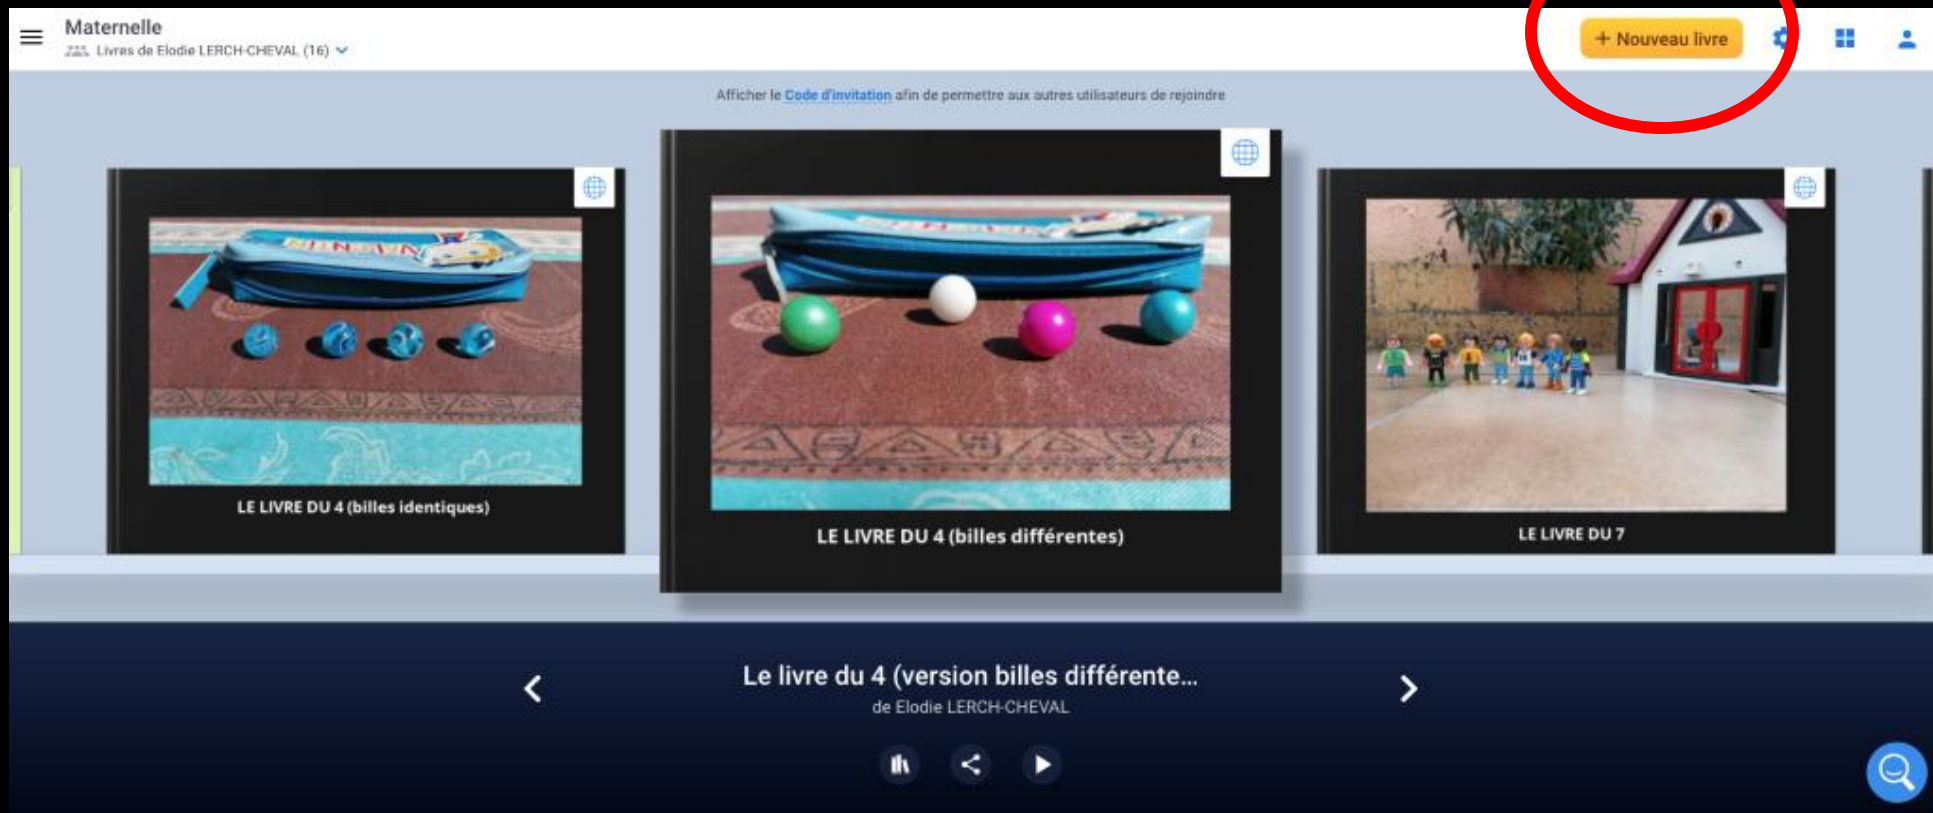 Maternelle
Livres de Elodie LERCH-CHEVAL (16)
+ Nouveau livre
Afficher le Code d'invitation afin de permettre aux autres utilisateurs de rejoindre
LE LIVRE DU 4 (billes identiques)
LE LIVRE DU 4 (billes différentes)
LE LIVRE DU 7
Le livre du 4 (version billes différente...
de Elodie LERCH-CHEVAL